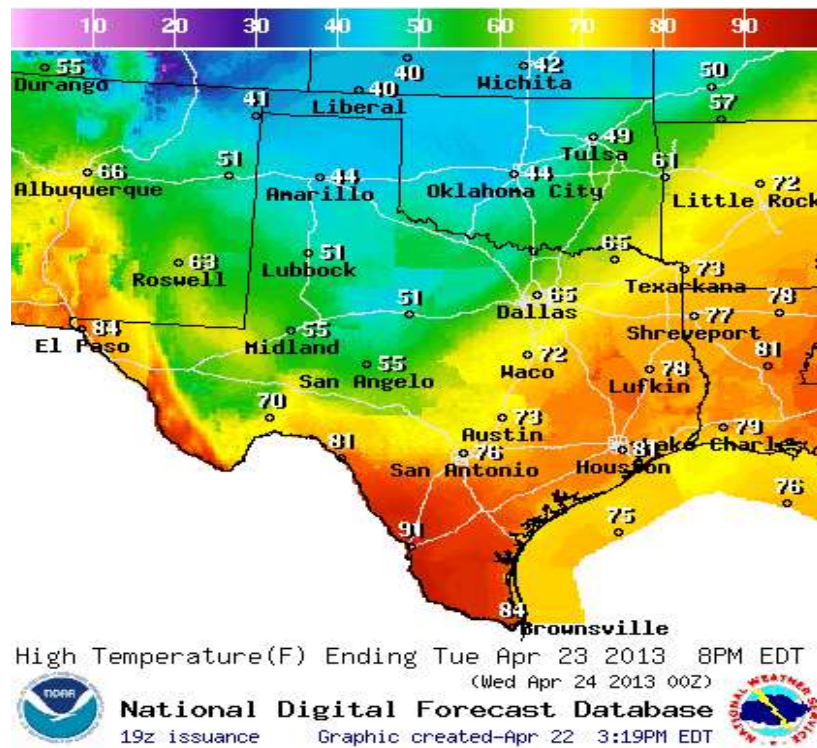 10 20 30 40 50 60 70 80 90
55
Durango
40
40
Liberal
42
Wichita
50
57
41
49
Tulsa
66
Albuquerque
51
44
Amarillo
44
Oklahoma City
61
72
Little Rock
63
Roswell
51
Lubbock
65
73
Texarkana
51
65
Dallas
77
Shreveport
78
84
El Paso
55
Midland
55
San Angelo
72
Waco
78
Lufkin
81
70
73
Austin
79
Lake Charles
81
76
San Antonio
81
Houston
91
75
76
84
Brownsville
High Temperature(F) Ending Tue Apr 23 2013 8PM EDT
(Wed Apr 24 2013 00Z)
NOAA
National Digital Forecast Database
19z issuance Graphic created-Apr 22 3:19PM EDT
NATIONAL WEATHER SERVICE